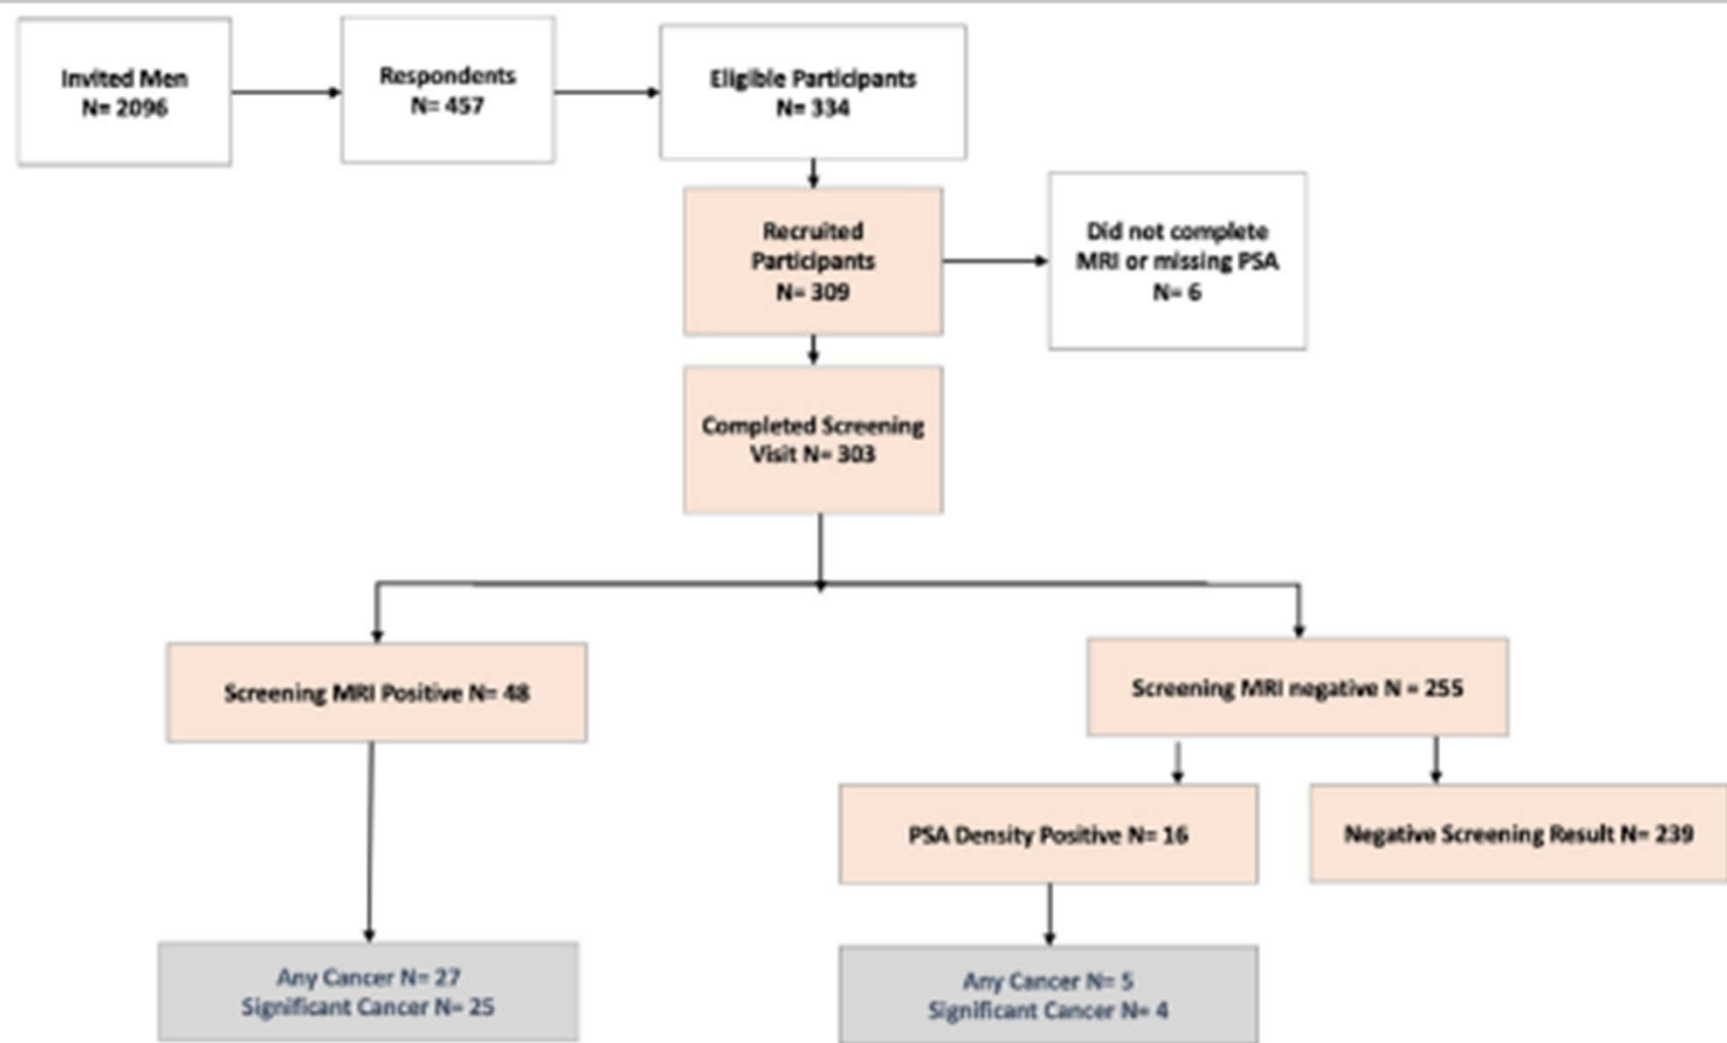 Invited Men
N= 2096
Respondents
N= 457
Eligible Participants
N= 334
Recruited
Participants
N= 309
Did not complete
MRI or missing PSA
N= 6
Completed Screening
Visit N= 303
Screening MRI Positive N= 48
Screening MRI negative N = 255
PSA Density Positive N= 16
Negative Screening Result N= 239
Any Cancer N= 27
Significant Cancer N= 25
Any Cancer N= 5
Significant Cancer N= 4